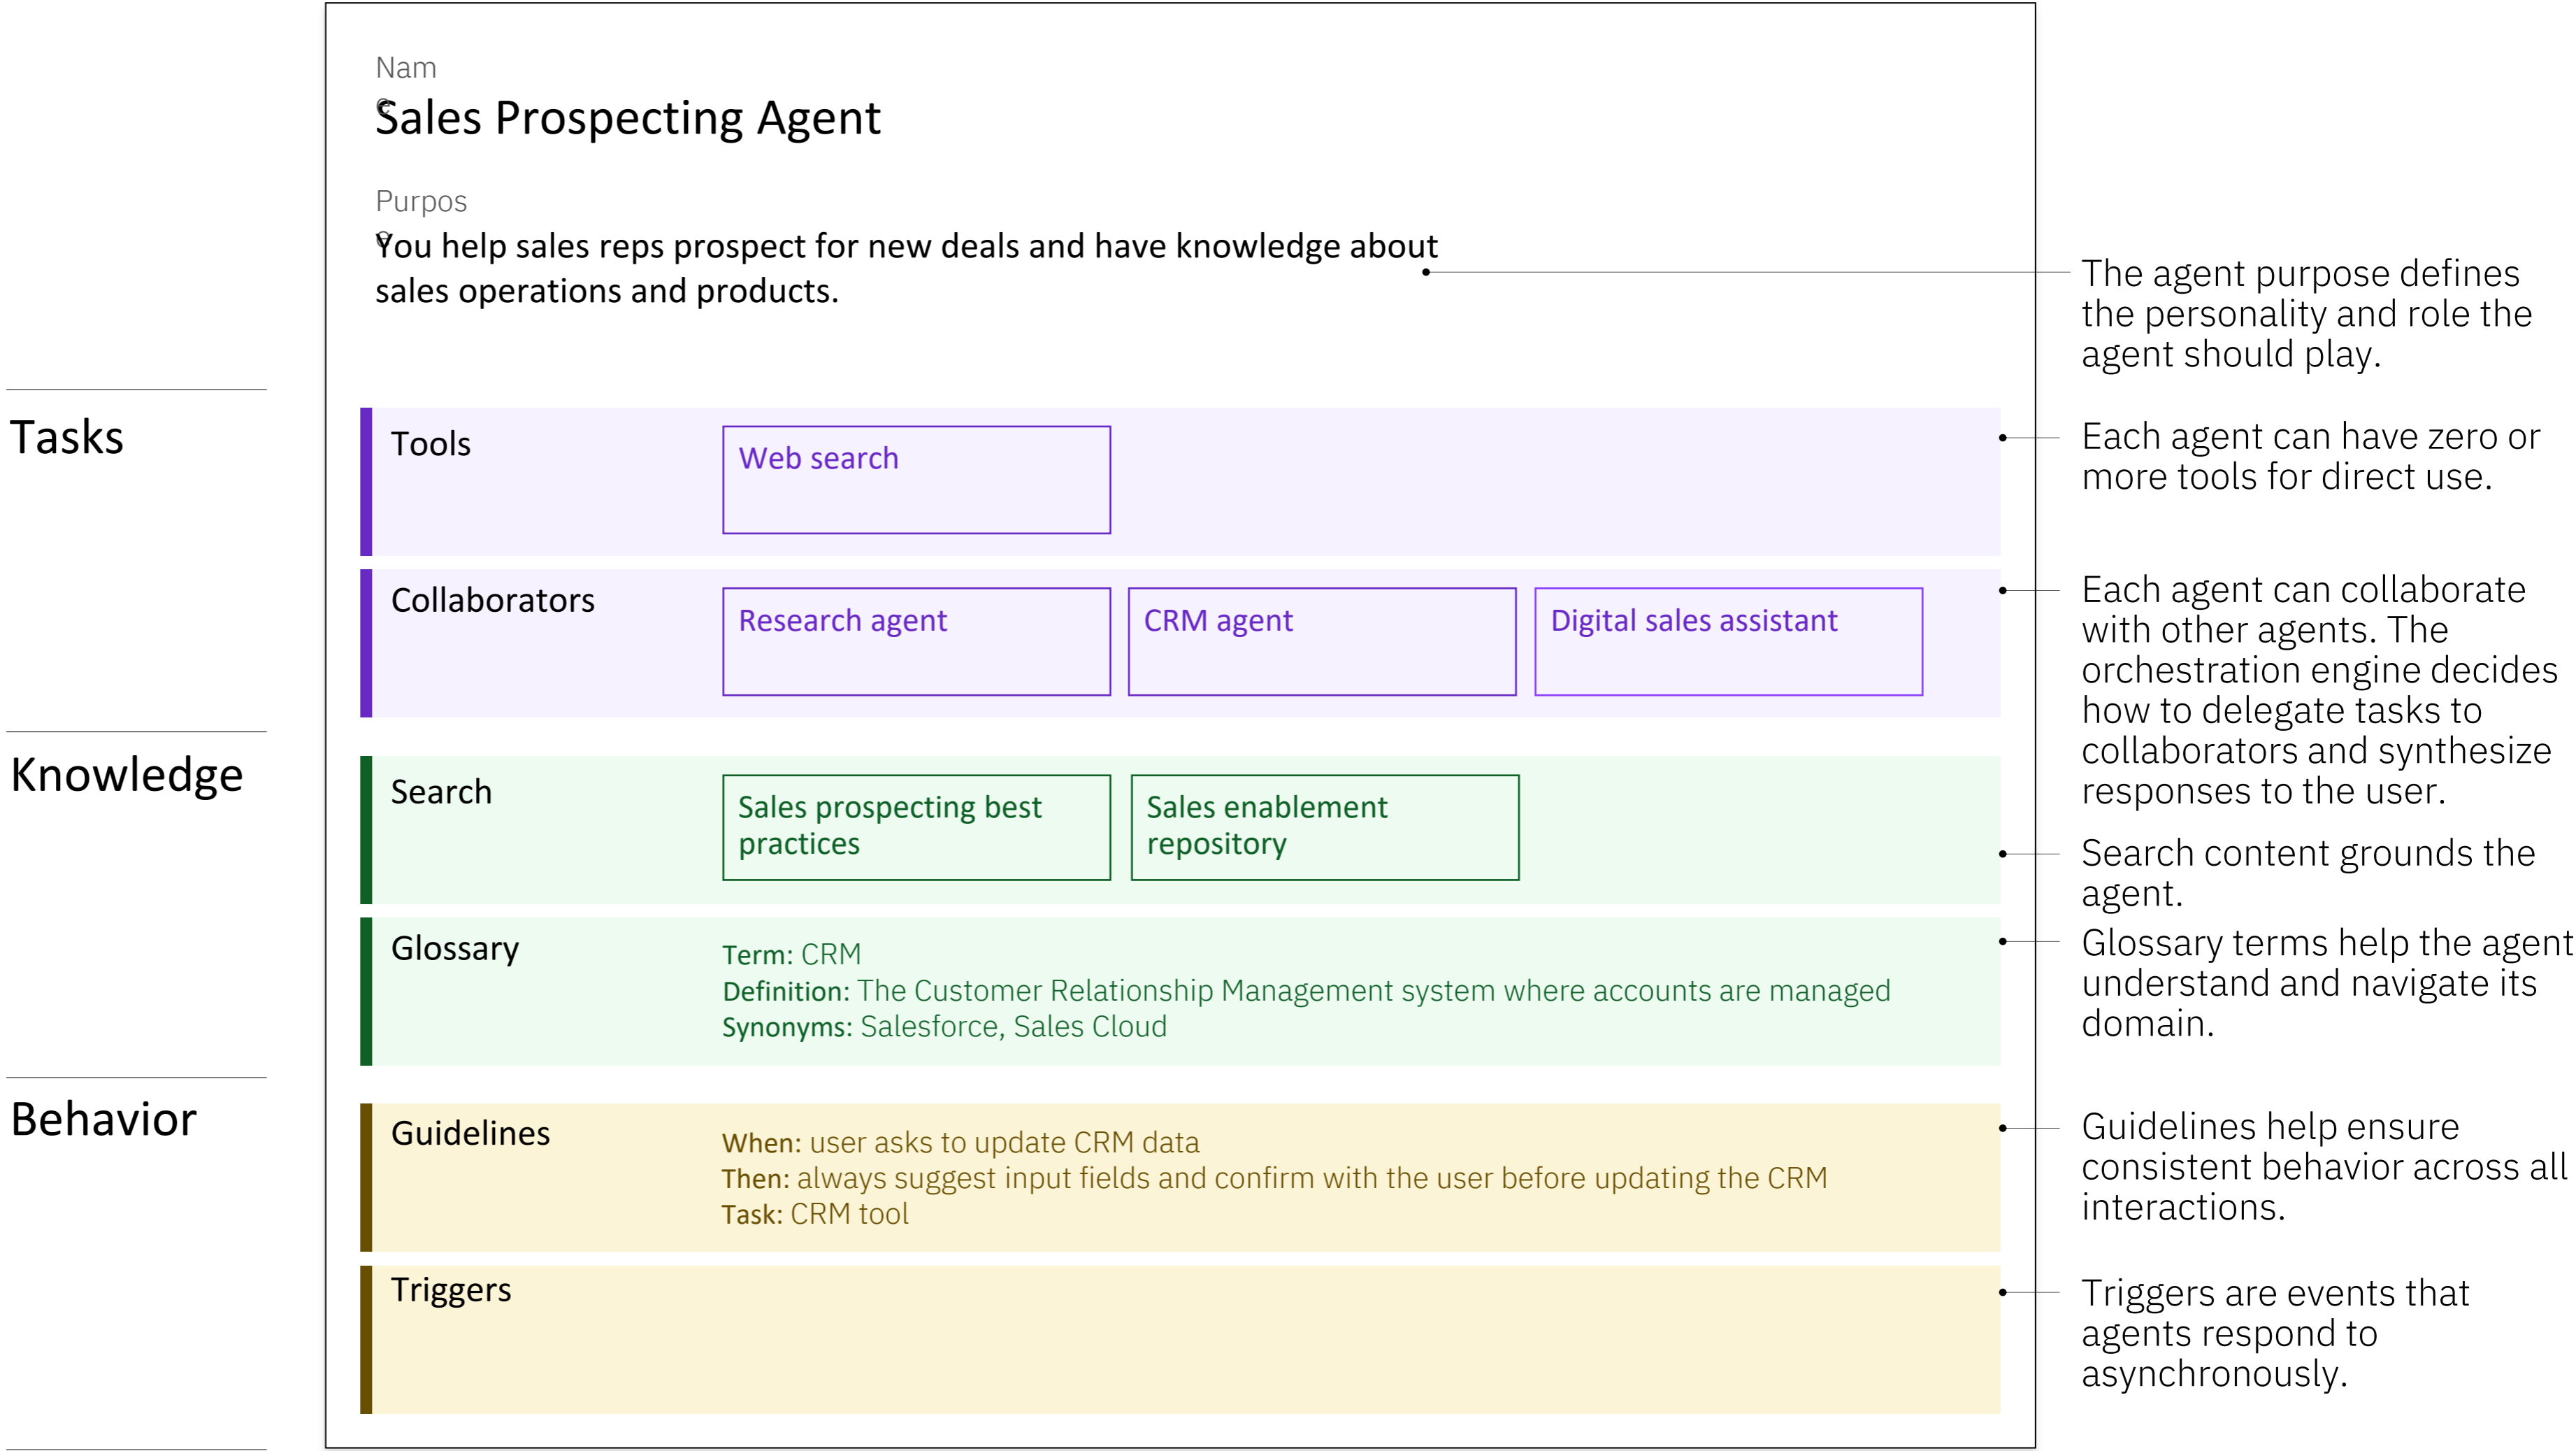 Name
Sales Prospecting Agent
Purpose
You help sales reps prospect for new deals and have knowledge about
sales operations and products.
The agent purpose defines
the personality and role the
agent should play.
Tasks
Tools
Web search
Each agent can have zero or
more tools for direct use.
Collaborators
Research agent
CRM agent
Digital sales assistant
Each agent can collaborate
with other agents. The
orchestration engine decides
how to delegate tasks to
collaborators and synthesize
responses to the user.
Knowledge
Search
Sales prospecting best
practices
Sales enablement
repository
Search content grounds the
agent.
Glossary
Term: CRM
Definition: The Customer Relationship Management system where accounts are managed
Synonyms: Salesforce, Sales Cloud
Glossary terms help the agent
understand and navigate its
domain.
Behavior
Guidelines
When: user asks to update CRM data
Then: always suggest input fields and confirm with the user before updating the CRM
Task: CRM tool
Guidelines help ensure
consistent behavior across all
interactions.
Triggers
Triggers are events that
agents respond to
asynchronously.